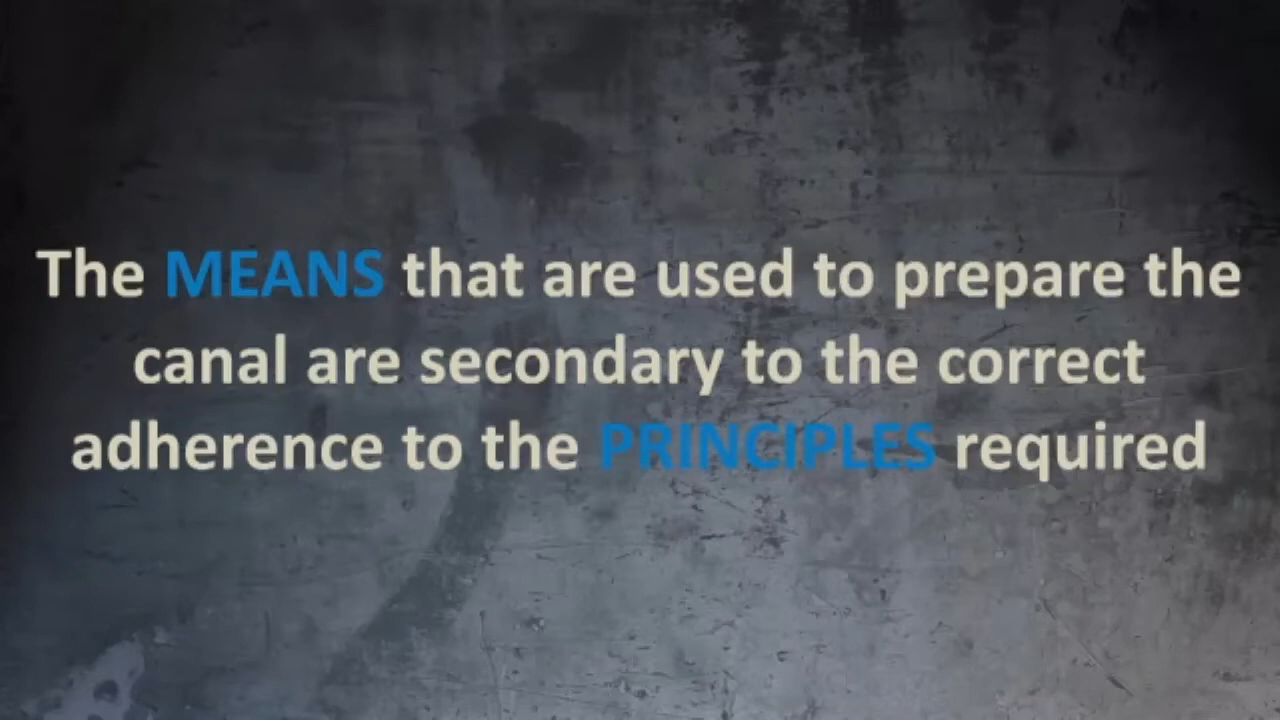 The MEANS that are used to prepare the
canal are secondary to the correct
adherence to the PRINCIPLES required